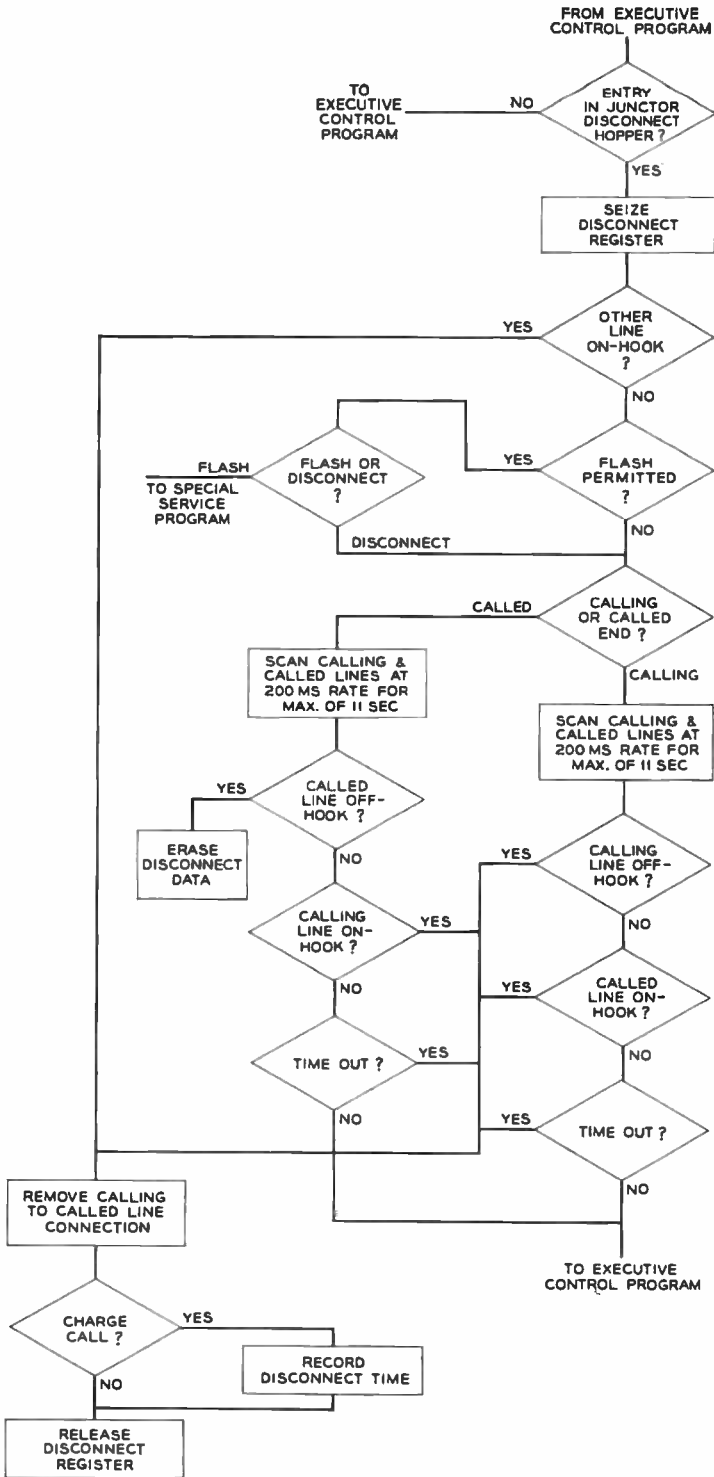 FROM EXECUTIVE
CONTROL PROGRAM
ENTRY
IN JUNCTOR
DISCONNECT
HOPPER ?
NO
TO
EXECUTIVE
CONTROL
PROGRAM
YES
SEIZE
DISCONNECT
REGISTER
OTHER
LINE
ON-HOOK
?
YES
NO
FLASH
PERMITTED
?
YES
NO
FLASH OR
DISCONNECT
?
FLASH
TO SPECIAL
SERVICE
PROGRAM
DISCONNECT
CALLING
OR CALLED
END ?
CALLED
CALLING
SCAN CALLING &
CALLED LINES AT
200 MS RATE FOR
MAX. OF 11 SEC
SCAN CALLING &
CALLED LINES AT
200 MS RATE FOR
MAX. OF 11 SEC
CALLED
LINE OFF-
HOOK ?
YES
NO
ERASE
DISCONNECT
DATA
CALLING
LINE OFF-
HOOK ?
YES
NO
CALLING
LINE ON-
HOOK ?
YES
NO
CALLED
LINE ON-
HOOK ?
YES
NO
TIME OUT ?
YES
NO
TIME OUT ?
YES
NO
TO EXECUTIVE
CONTROL PROGRAM
REMOVE CALLING
TO CALLED LINE
CONNECTION
CHARGE
CALL ?
YES
NO
RECORD
DISCONNECT TIME
RELEASE
DISCONNECT
REGISTER